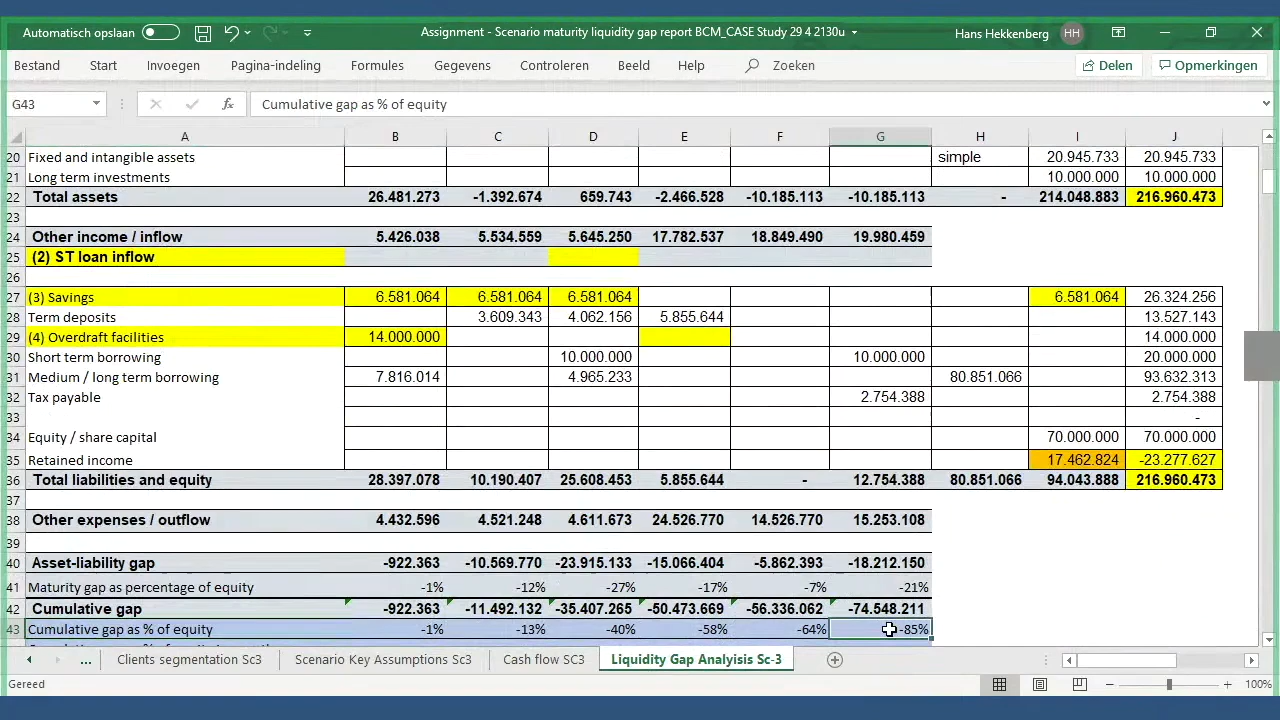 Automatisch opslaan Assignment - Scenario maturity liquidity gap report BCM_CASE Study 29 4 2130u Hans Hekkenberg HH
Bestand Start Invoegen Pagina-indeling Formules Gegevens Controleren Beeld Help Zoeken Delen Opmerkingen
G43 fx Cumulative gap as % of equity
A B C D E F G H I J
20 Fixed and intangible assets simple 20.945.733 20.945.733
21 Long term investments 10.000.000 10.000.000
22 Total assets 26.481.273 -1.392.674 659.743 -2.466.528 -10.185.113 -10.185.113 - 214.048.883 216.960.473
23
24 Other income / inflow 5.426.038 5.534.559 5.645.250 17.782.537 18.849.490 19.980.459
25 (2) ST loan inflow
26
27 (3) Savings 6.581.064 6.581.064 6.581.064 6.581.064 26.324.256
28 Term deposits 3.609.343 4.062.156 5.855.644 13.527.143
29 (4) Overdraft facilities 14.000.000 14.000.000
30 Short term borrowing 10.000.000 10.000.000 20.000.000
31 Medium / long term borrowing 7.816.014 4.965.233 80.851.066 93.632.313
32 Tax payable 2.754.388 2.754.388
33 -
34 Equity / share capital 70.000.000 70.000.000
35 Retained income 17.462.824 -23.277.627
36 Total liabilities and equity 28.397.078 10.190.407 25.608.453 5.855.644 - 12.754.388 80.851.066 94.043.888 216.960.473
37
38 Other expenses / outflow 4.432.596 4.521.248 4.611.673 24.526.770 14.526.770 15.253.108
39
40 Asset-liability gap -922.363 -10.569.770 -23.915.133 -15.066.404 -5.862.393 -18.212.150
41 Maturity gap as percentage of equity -1% -12% -27% -17% -7% -21%
42 Cumulative gap -922.363 -11.492.132 -35.407.265 -50.473.669 -56.336.062 -74.548.211
43 Cumulative gap as % of equity -1% -13% -40% -58% -64% -85%
... Clients segmentation Sc3 Scenario Key Assumptions Sc3 Cash flow SC3 Liquidity Gap Analyisis Sc-3
Gereed 100%